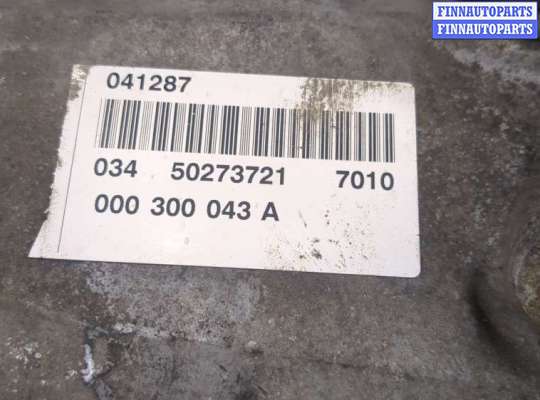 FINNAUTOPARTS
FINNAUTOPARTS
041287
034 50273721 7010
000 300 043 A